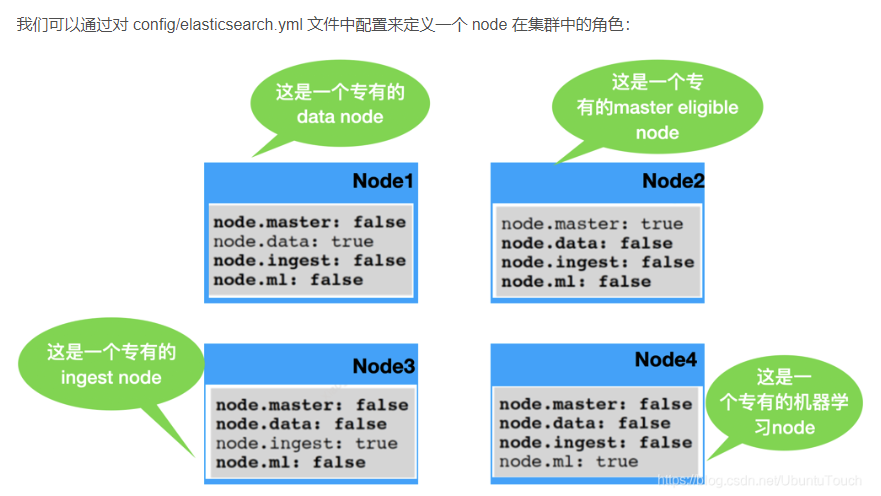 我们可以通过对 config/elasticsearch.yml 文件中配置来定义一个 node 在集群中的角色：
这是一个专有的
data node
这是一个专
有的master eligible
node
Node1
node.master: false
node.data: true
node.ingest: false
node.ml: false
Node2
node.master: true
node.data: false
node.ingest: false
node.ml: false
这是一个专有的
ingest node
Node3
node.master: false
node.data: false
node.ingest: true
node.ml: false
Node4
node.master: false
node.data: false
node.ingest: false
node.ml: true
这是一
个专有的机器学
习node
https://blog.csdn.net/UbuntuTouch